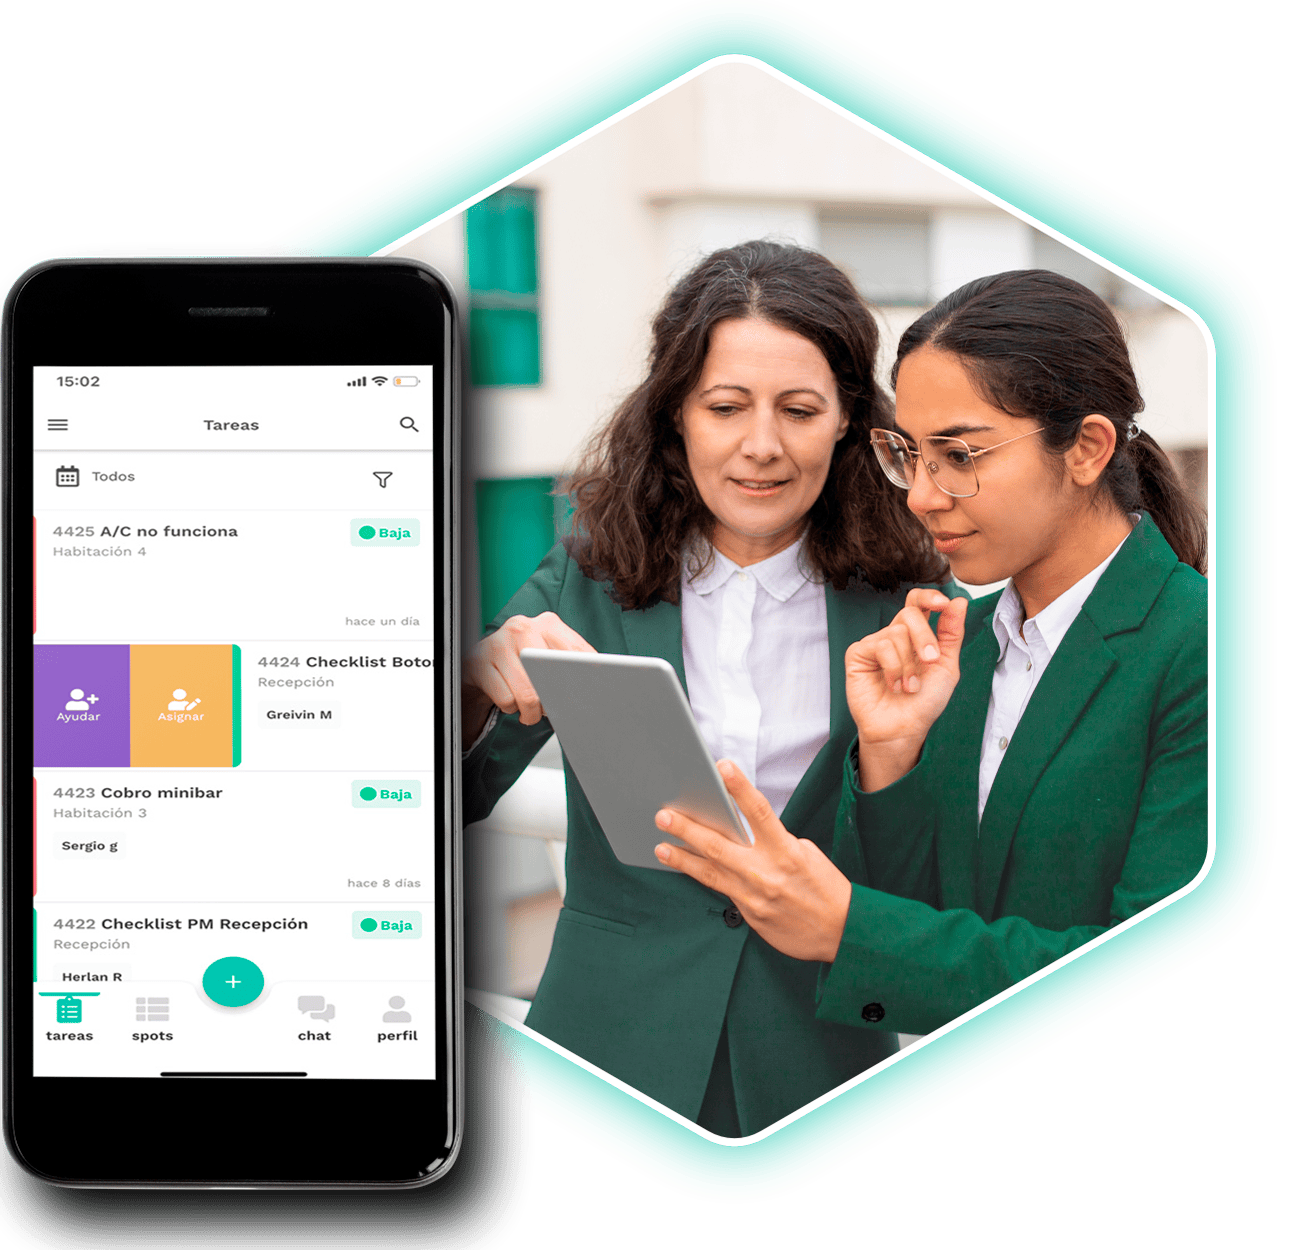 15:02
Tareas
Todos
4425 A/C no funciona
Baja
Habitación 4
hace un día
Ayudar
Asignar
4424 Checklist Boto
Recepción
Greivin M
4423 Cobro minibar
Baja
Habitación 3
Sergio g
hace 8 días
4422 Checklist PM Recepción
Baja
Recepción
Herlan R
+
tareas
spots
chat
perfil